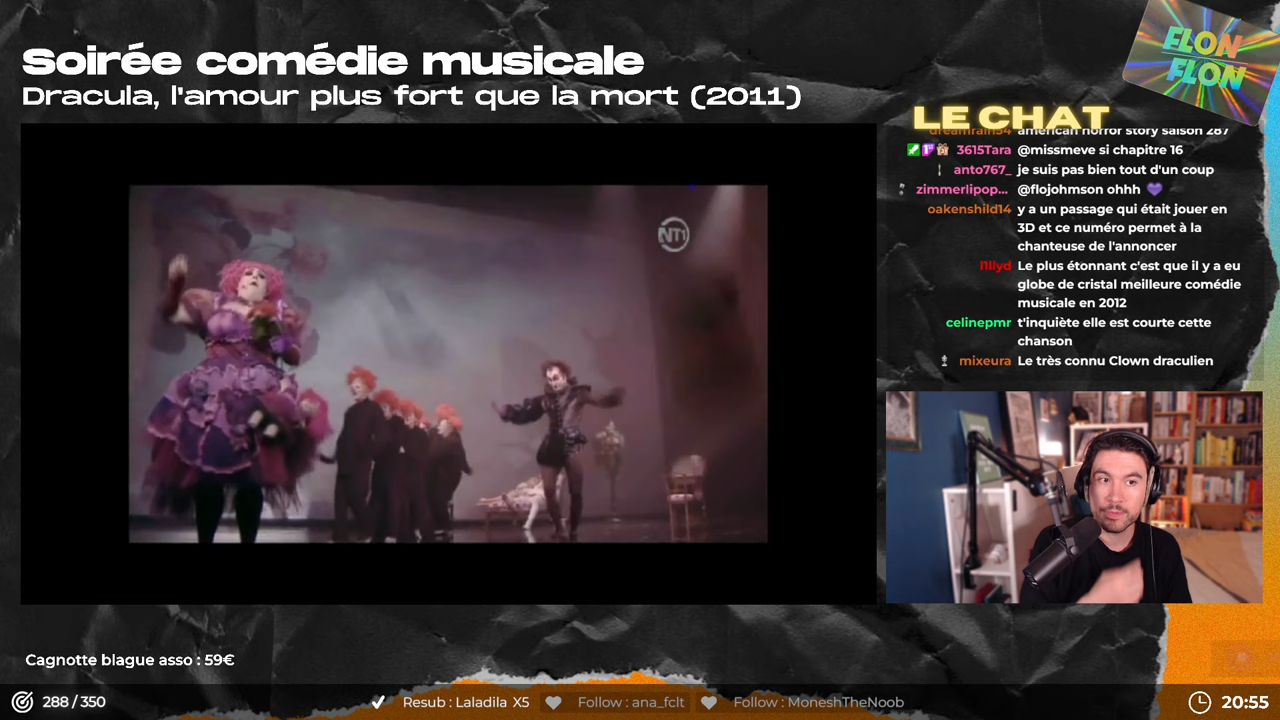 Soirée comédie musicale
Dracula, l'amour plus fort que la mort (2011)
FLON
FLON
LE CHAT
dreamrain54 american horror story saison 287
3615Tara @missmeve si chapitre 16
anto767_ je suis pas bien tout d'un coup
zimmerlipop... @flojohmson ohhh
oakenshild14 y a un passage qui était jouer en
3D et ce numéro permet à la
chanteuse de l'annoncer
Le plus étonnant c'est que il y a eu
globe de cristal meilleure comédie
musicale en 2012
celinepmr t'inquiète elle est courte cette
chanson
mixeura Le très connu Clown draculien
NT1
Cagnotte blague asso : 59€
288 / 350
Resub : Laladila X5
Follow : ana_fclt
Follow : MoneshTheNoob
20:55